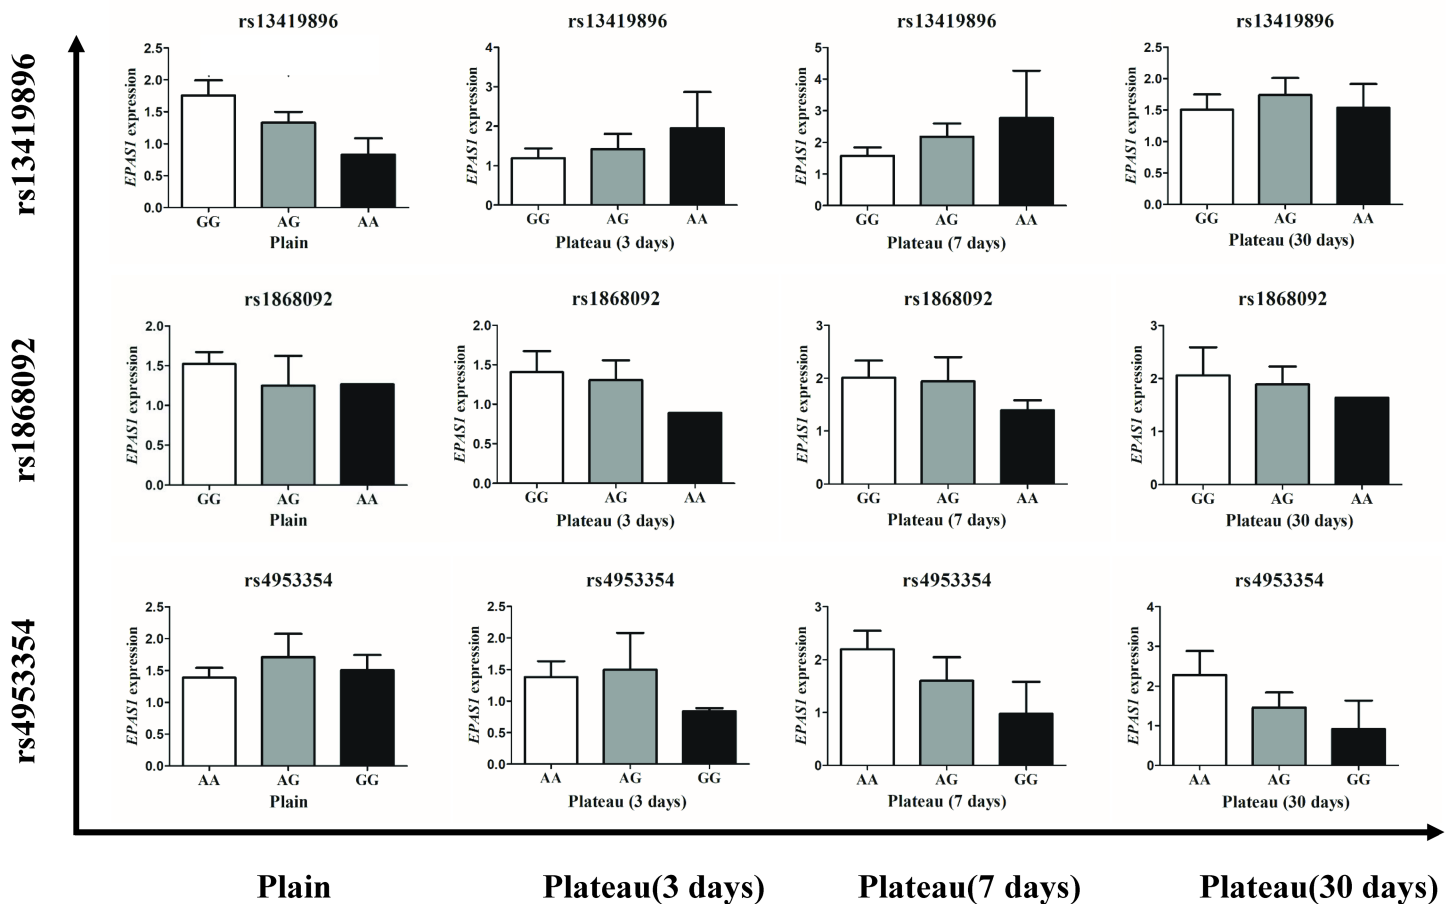 rs13419896
rs13419896
EPAS1 expression
2.5
2.0
1.5
1.0
0.5
0.0
GG AG AA
Plain
rs13419896
EPAS1 expression
4
3
2
1
0
GG AG AA
Plateau (3 days)
rs13419896
EPAS1 expression
5
4
3
2
1
0
GG AG AA
Plateau (7 days)
rs13419896
EPAS1 expression
2.5
2.0
1.5
1.0
0.5
0.0
GG AG AA
Plateau (30 days)
rs1868092
rs1868092
EPAS1 expression
2.0
1.5
1.0
0.5
0.0
GG AG AA
Plain
rs1868092
EPAS1 expression
2.0
1.5
1.0
0.5
0.0
GG AG AA
Plateau (3 days)
rs1868092
EPAS1 expression
3
2
1
0
GG AG AA
Plateau (7 days)
rs1868092
EPAS1 expression
3
2
1
0
GG AG AA
Plateau (30 days)
rs4953354
rs4953354
EPAS1 expression
2.5
2.0
1.5
1.0
0.5
0.0
AA AG GG
Plain
rs4953354
EPAS1 expression
2.5
2.0
1.5
1.0
0.5
0.0
AA AG GG
Plateau (3 days)
rs4953354
EPAS1 expression
3
2
1
0
AA AG GG
Plateau (7 days)
rs4953354
EPAS1 expression
4
3
2
1
0
AA AG GG
Plateau (30 days)
Plain Plateau(3 days) Plateau(7 days) Plateau(30 days)